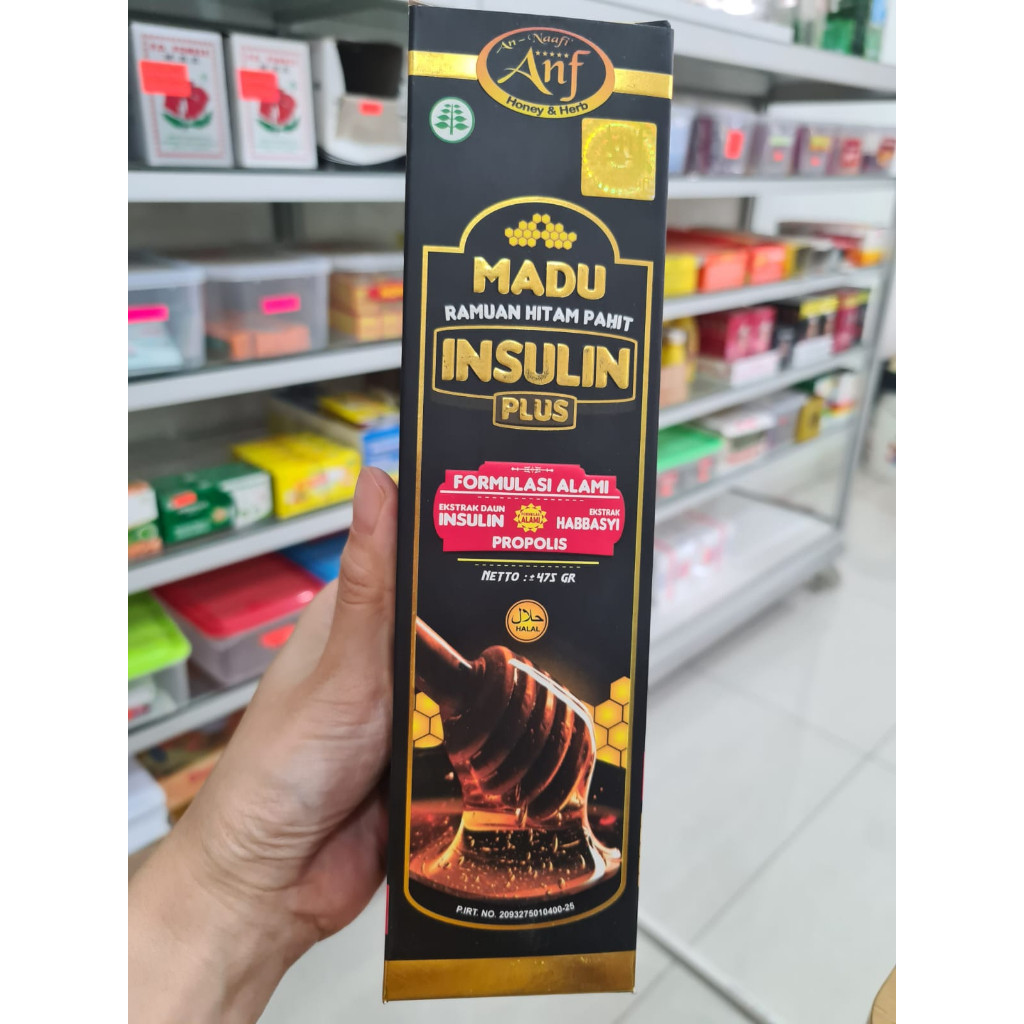 An-Naafi'
Anf
Honey & Herb
MADU
RAMUAN HITAM PAHIT
INSULIN
PLUS
FORMULASI ALAMI
EKSTRAK DAUN
INSULIN
ALAMI
EKSTRAK
HABBASYI
PROPOLIS
NETTO : ± 475 GR
حلال
HALAL
P.IRT. NO. 2093275010400-25